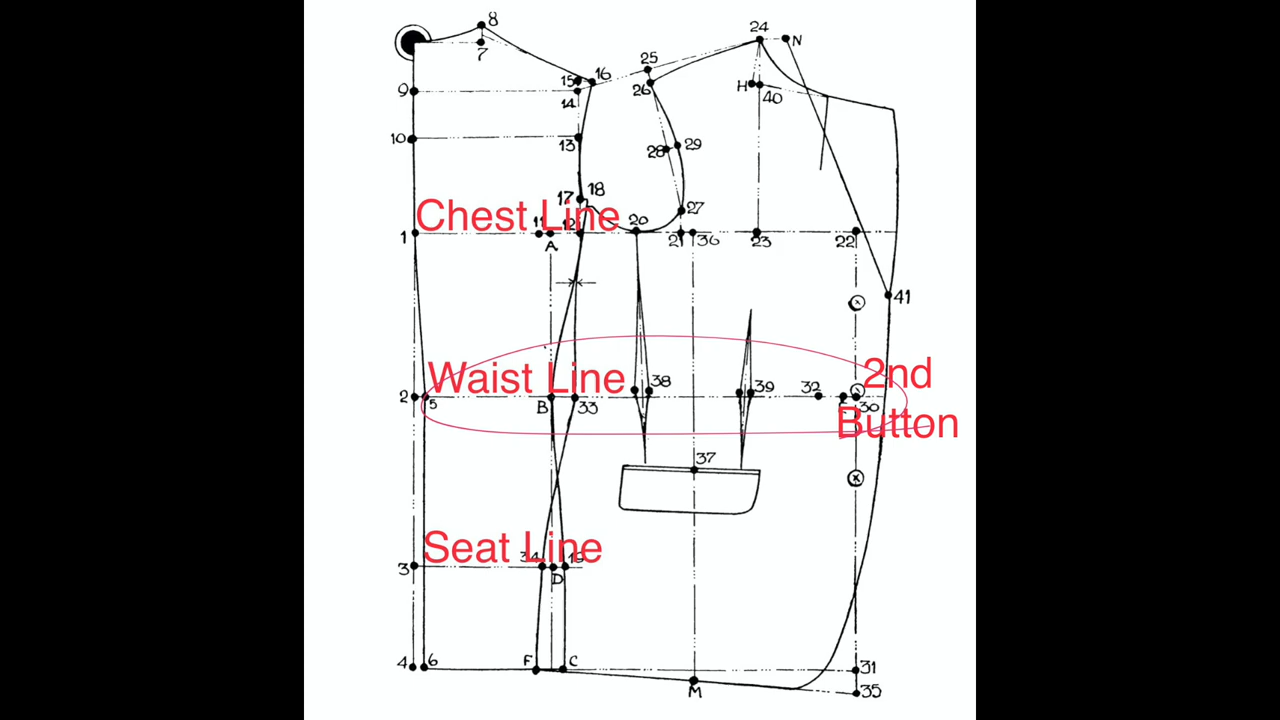 8
24 N
7
25
15 16
9 14 26 H 40
10 13 28 29
17 18
27
Chest Line
1 11 A 12 20 21 36 23 22
41
Waist Line 2nd
38 39 32
2 5 B 33 30
Button
37
Seat Line
3 34 D 19
4 6 F C 31
M 35